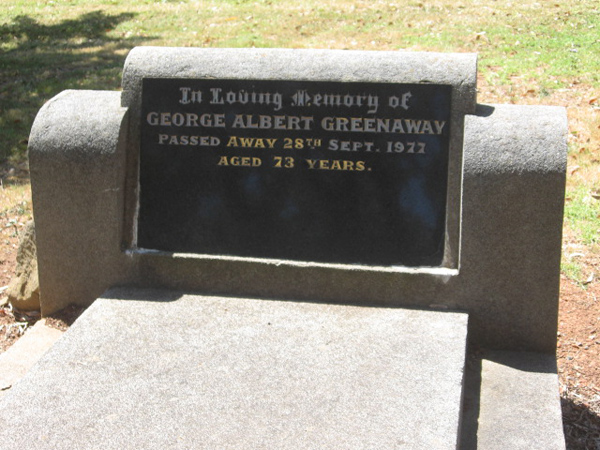 In Loving Memory of
GEORGE ALBERT GREENAWAY
PASSED AWAY 28TH SEPT. 1977
AGED 73 YEARS.